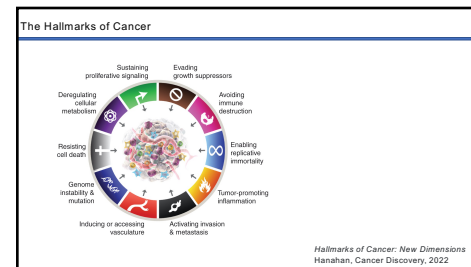 The Hallmarks of Cancer
Sustaining
proliferative signaling
Evading
growth suppressors
Avoiding
immune
destruction
Enabling
replicative
immortality
Tumor-promoting
inflammation
Activating invasion
& metastasis
Inducing or accessing
vasculature
Genome
instability &
mutation
Resisting
cell death
Deregulating
cellular
metabolism
Hallmarks of Cancer: New Dimensions
Hanahan, Cancer Discovery, 2022